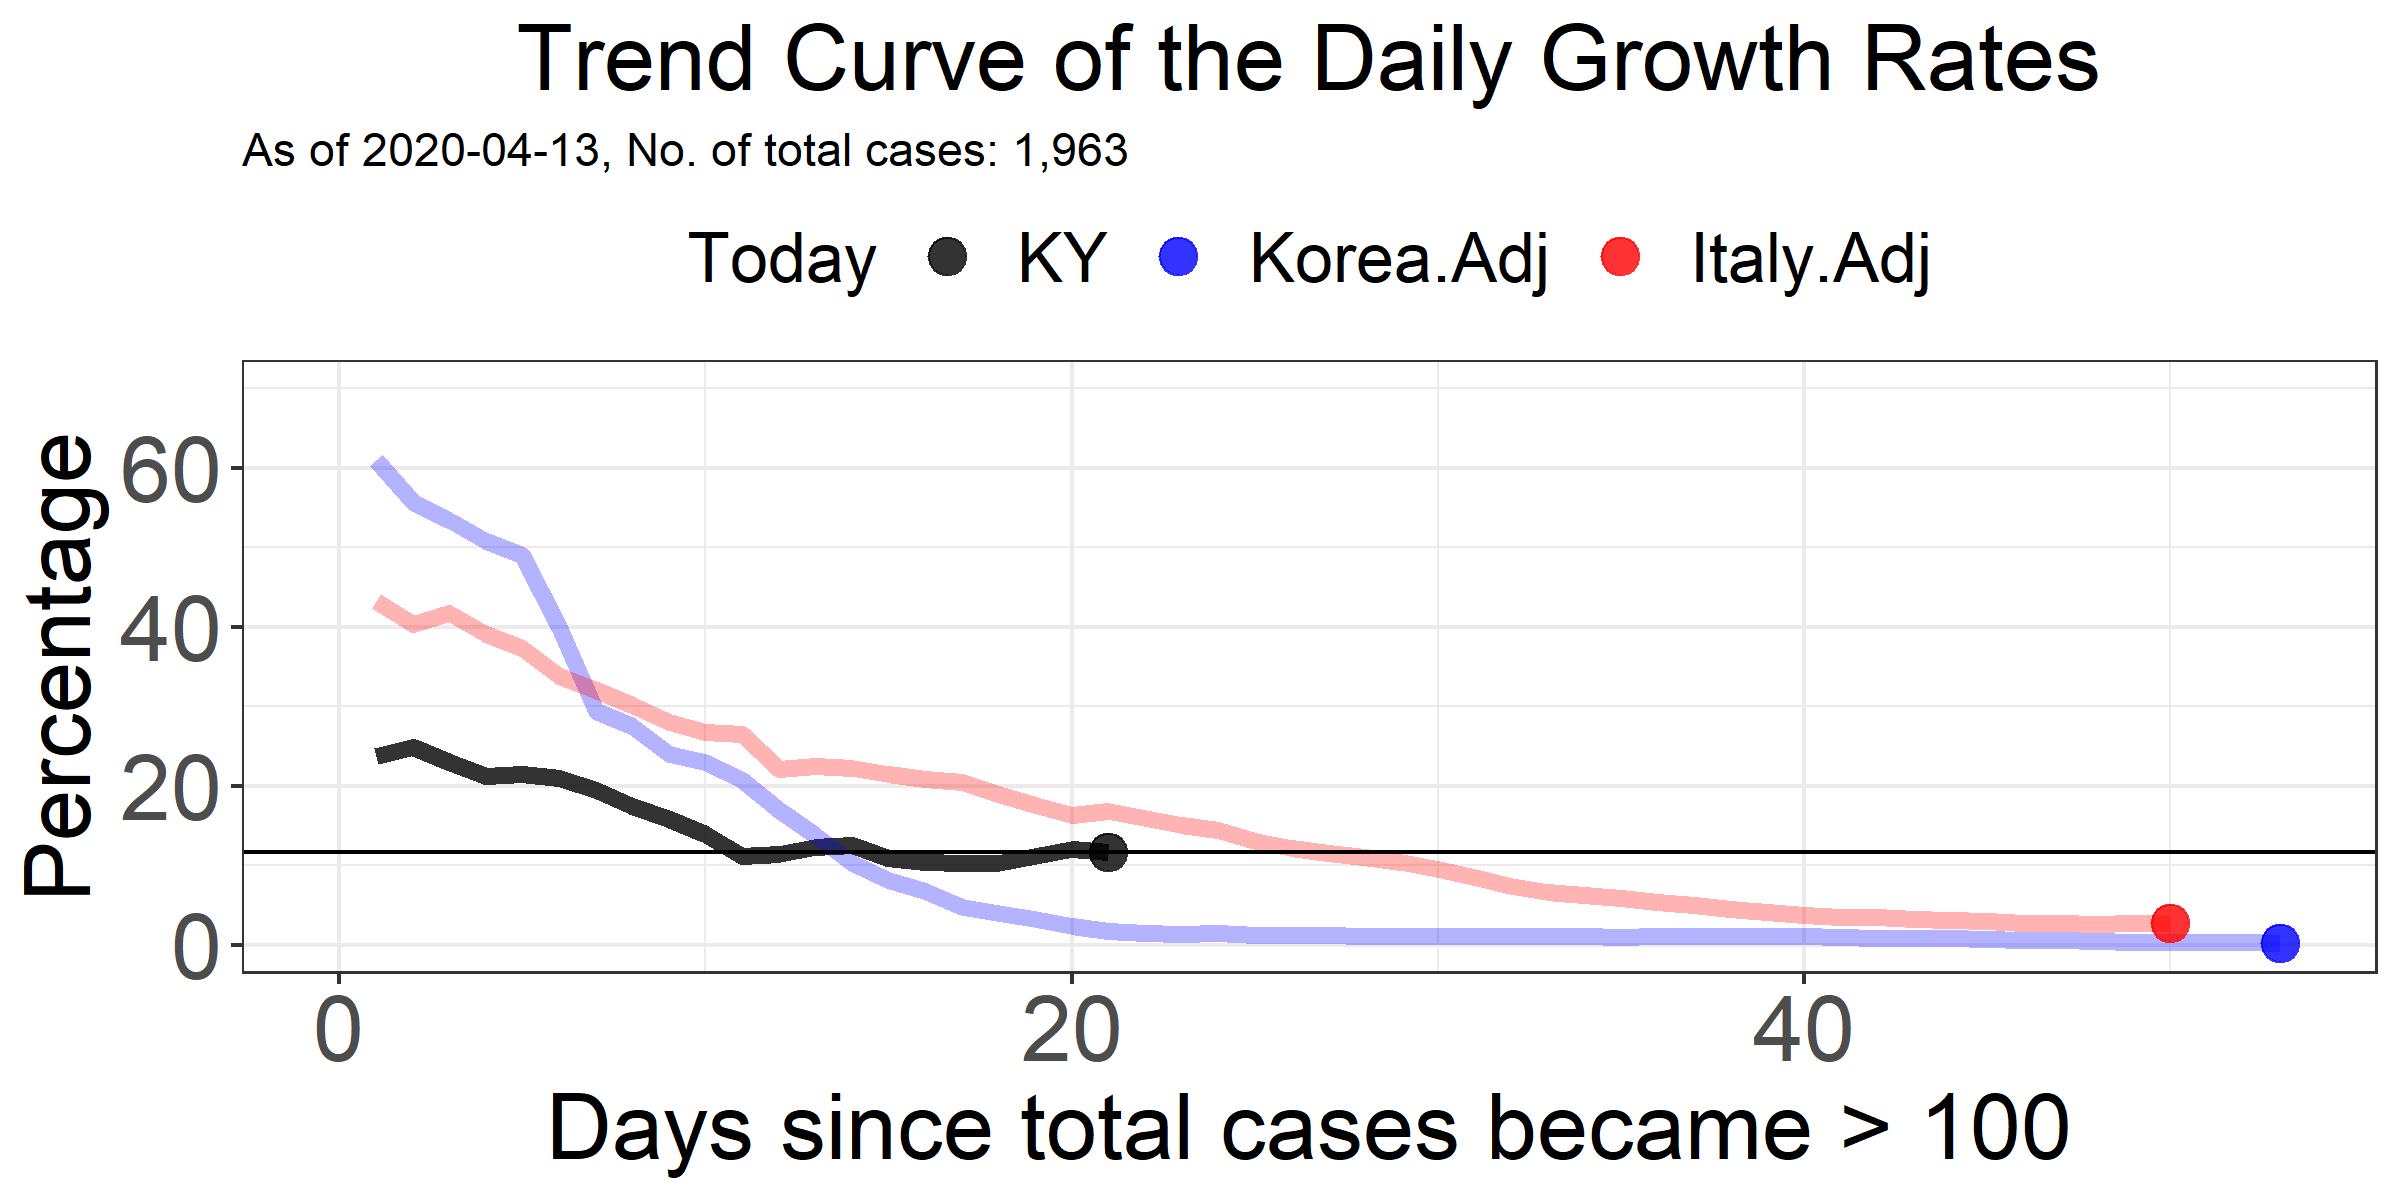 Trend Curve of the Daily Growth Rates
As of 2020-04-13, No. of total cases: 1,963
Today KY Korea.Adj Italy.Adj
Percentage
60
40
20
0
0 20 40
Days since total cases became > 100